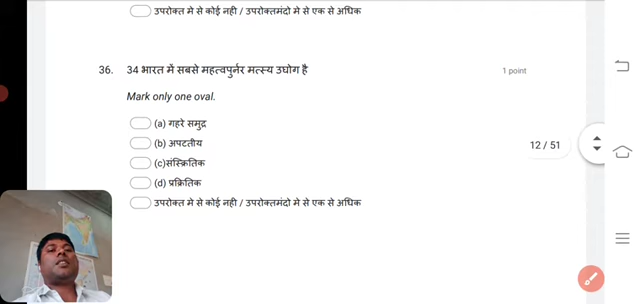 उपरोक्त मे से कोई नही / उपरोक्तमंदो मे से एक से अधिक
36. 34 भारत में सबसे महत्वपुर्नर मत्स्य उघोग है
1 point
Mark only one oval.
(a) गहरे समुद्र
(b) अपटतीय
12 / 51
(c)संस्क्रितिक
(d) प्रक्रितिक
उपरोक्त मे से कोई नही / उपरोक्तमंदो मे से एक से अधिक